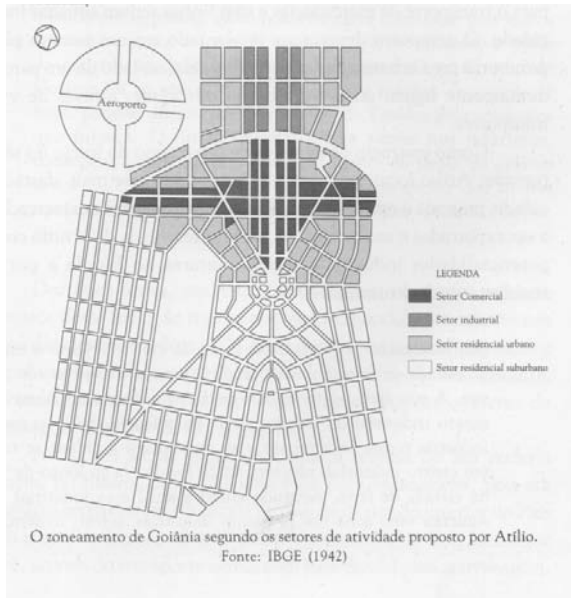 Aeroporto
LEGENDA
Setor Comercial
Setor industrial
Setor residencial urbano
Setor residencial suburbano
O zoneamento de Goiânia segundo os setores de atividade proposto por Atílio.
Fonte: IBGE (1942)